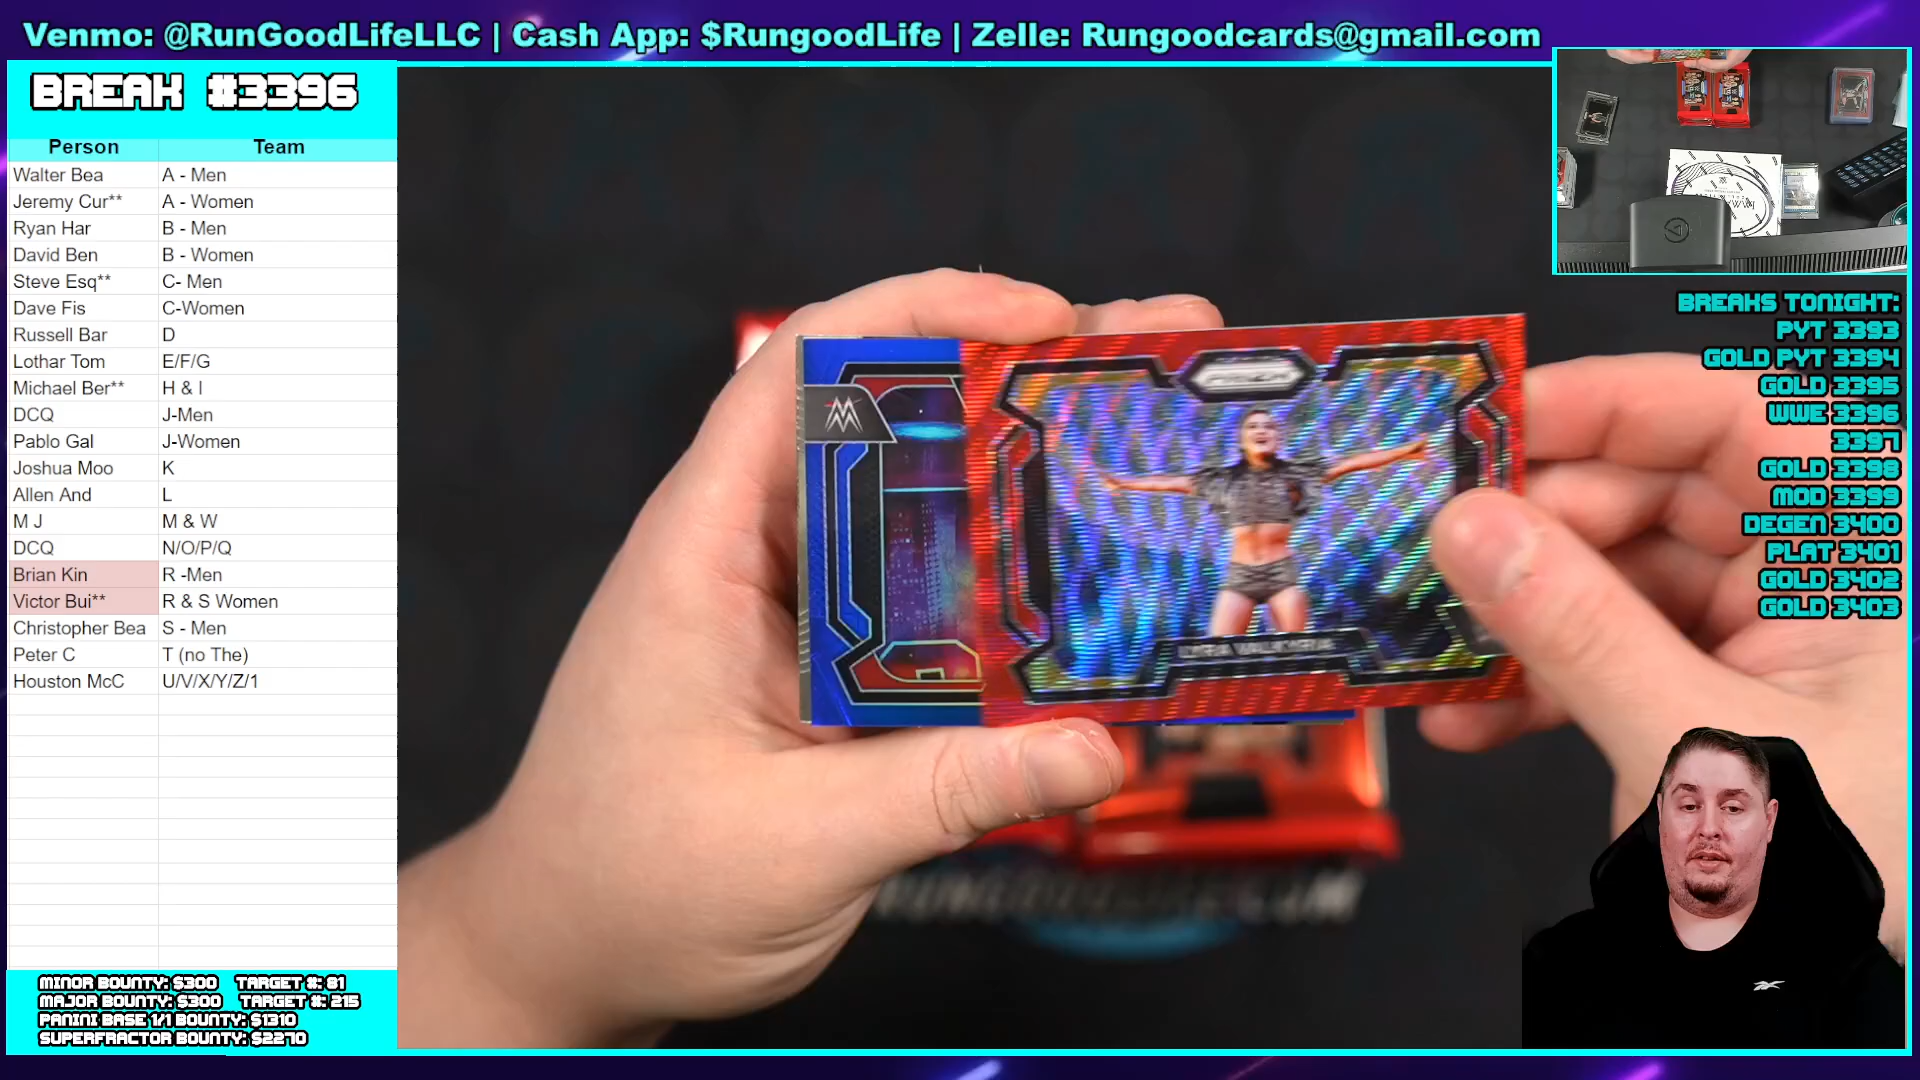 Venmo: @RunGoodLifeLLC | Cash App: $RungoodLife | Zelle: Rungoodcards@gmail.com
BREAK #3396
Person Team
Walter Bea A - Men
Jeremy Cur** A - Women
Ryan Har B - Men
David Ben B - Women
Steve Esq** C- Men
Dave Fis C-Women
Russell Bar D
Lothar Tom E/F/G
Michael Ber** H & I
DCQ J-Men
Pablo Gal J-Women
Joshua Moo K
Allen And L
M J M & W
DCQ N/O/P/Q
Brian Kin R -Men
Victor Bui** R & S Women
Christopher Bea S - Men
Peter C T (no The)
Houston McC U/V/X/Y/Z/1
MINOR BOUNTY: $300 TARGET #: 81
MAJOR BOUNTY: $300 TARGET #: 215
PANINI BASE 1/1 BOUNTY: $1310
SUPERFRACTOR BOUNTY: $2270
PRIZM
LYRA VALKYRIA
BREAKS TONIGHT:
PYT 3393
GOLD PYT 3394
GOLD 3395
WWE 3396
3397
GOLD 3398
MOD 3399
DEGEN 3400
PLAT 3401
GOLD 3402
GOLD 3403